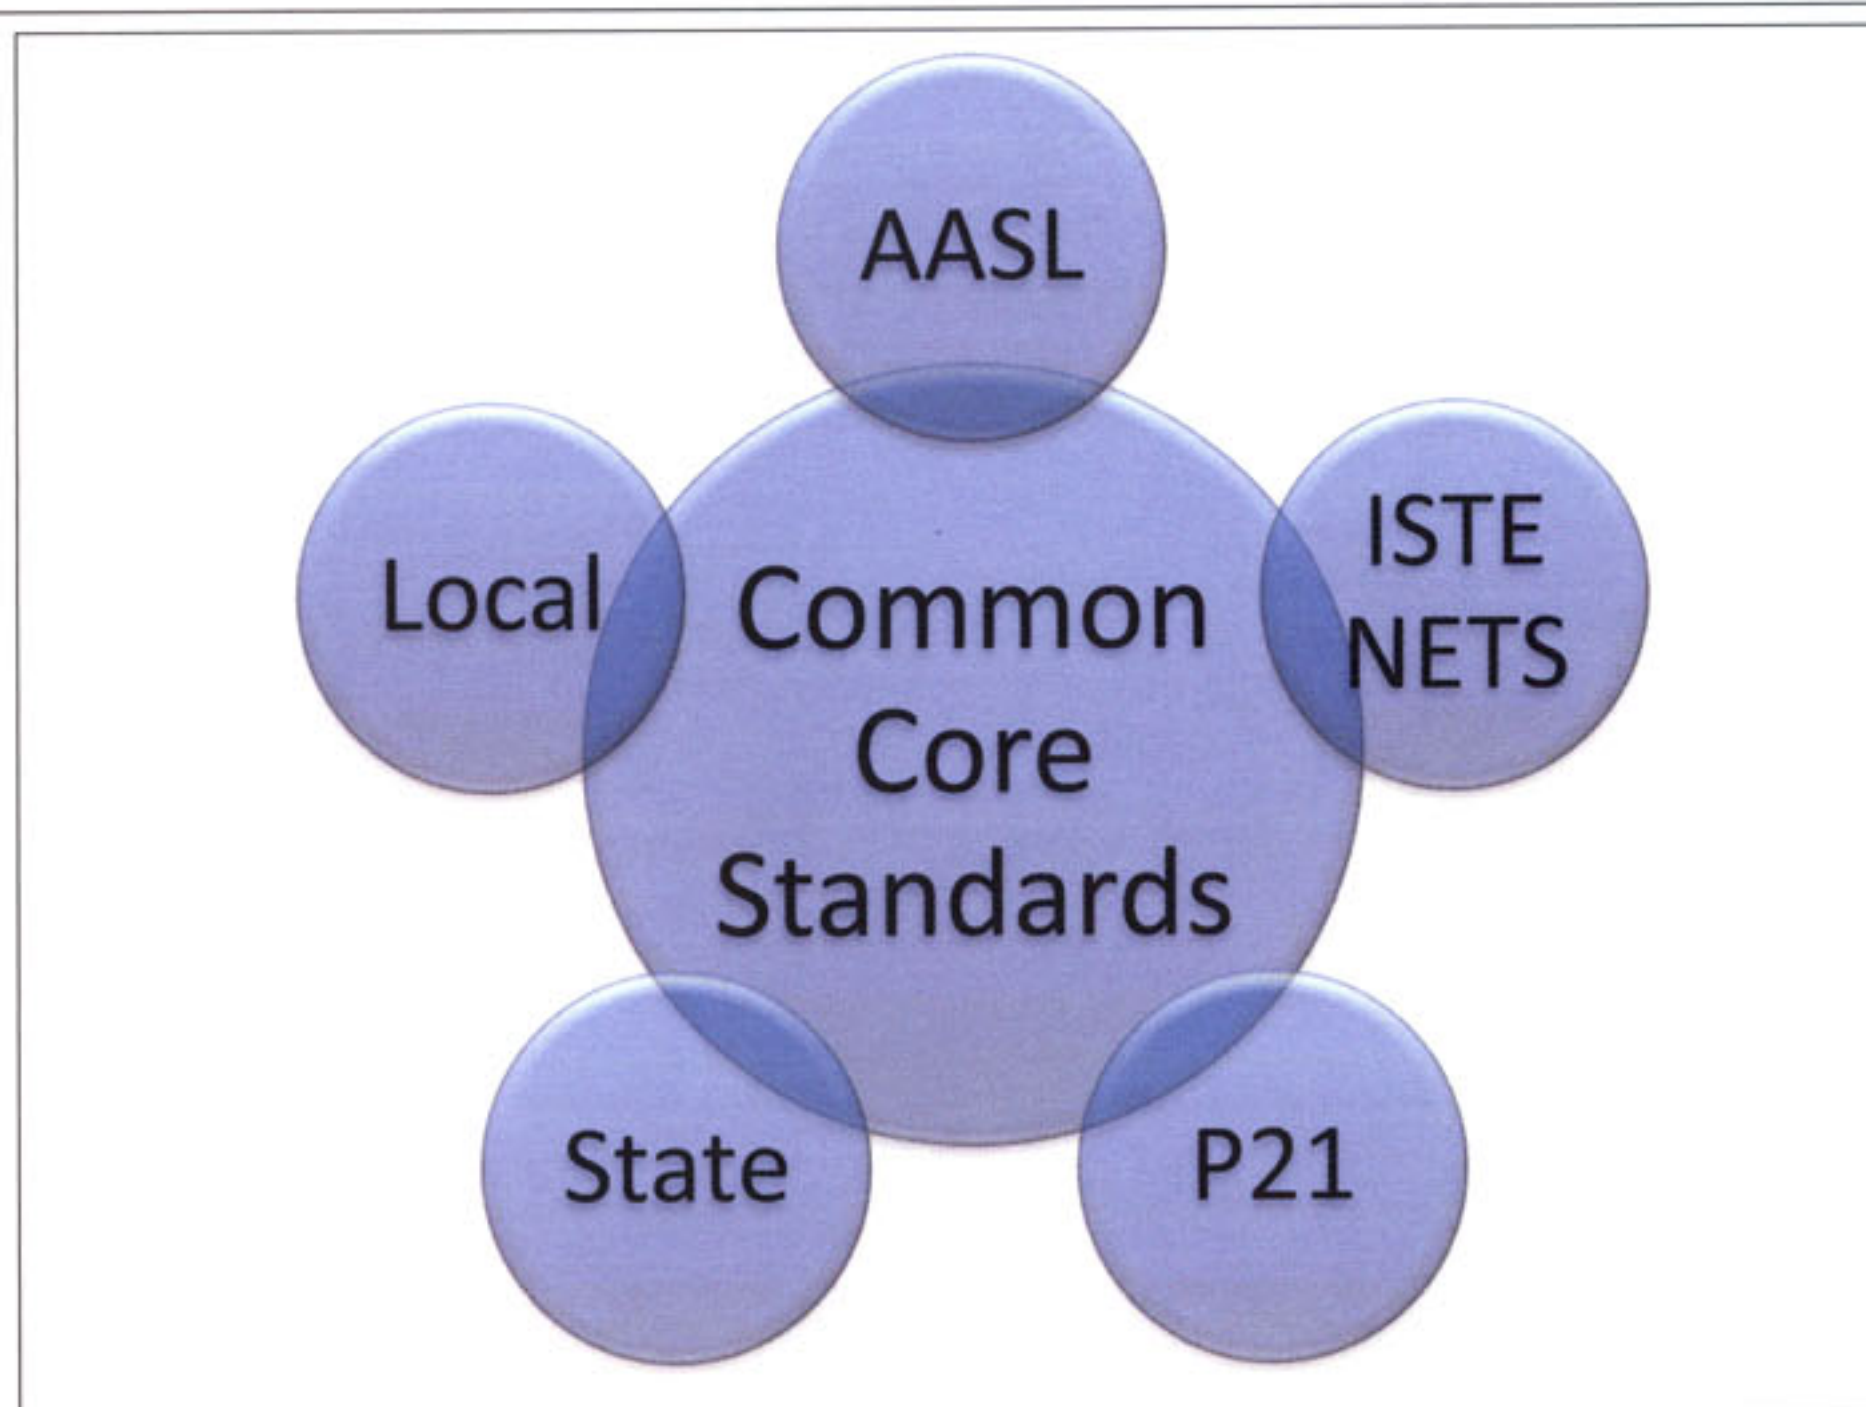 AASL
Local
ISTE
NETS
Common
Core
Standards
State
P21